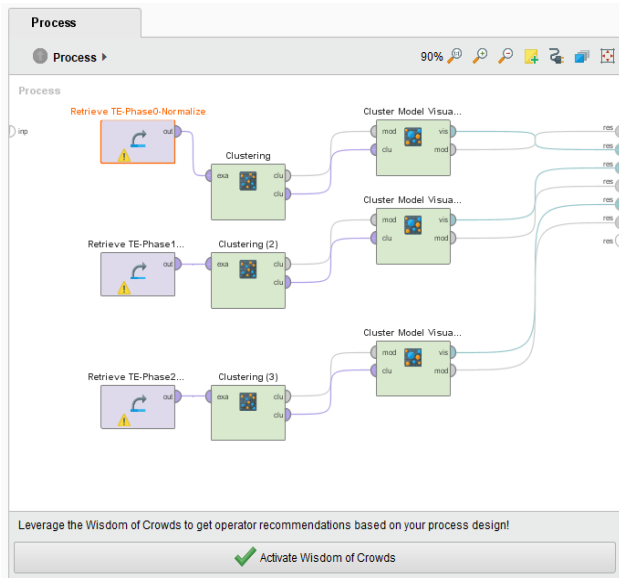 Process
Process
90%
Process
inp
Retrieve TE-Phase0-Normalize
out
Clustering
exa
clu
clu
Cluster Model Visua...
mod
vis
clu
mod
Retrieve TE-Phase1...
out
Clustering (2)
exa
clu
clu
Cluster Model Visua...
mod
vis
clu
mod
Retrieve TE-Phase2...
out
Clustering (3)
exa
clu
clu
Cluster Model Visua...
mod
vis
clu
mod
res
res
res
res
res
res
res
Leverage the Wisdom of Crowds to get operator recommendations based on your process design!
Activate Wisdom of Crowds